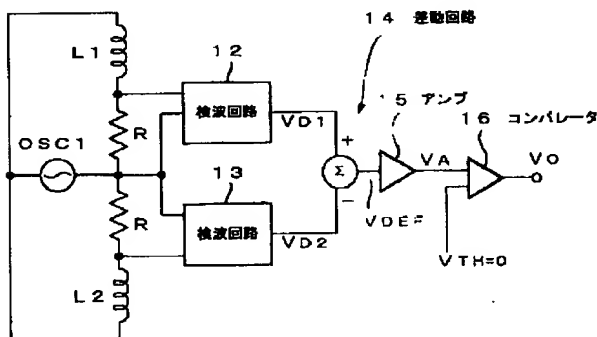 14 差動回路
L1
12
検波回路
VD1
15 アンプ
16 コンパレータ
R
OSC1
+
Σ
−
VA
VO
13
検波回路
VD2
VDEF
R
VTH=0
L2